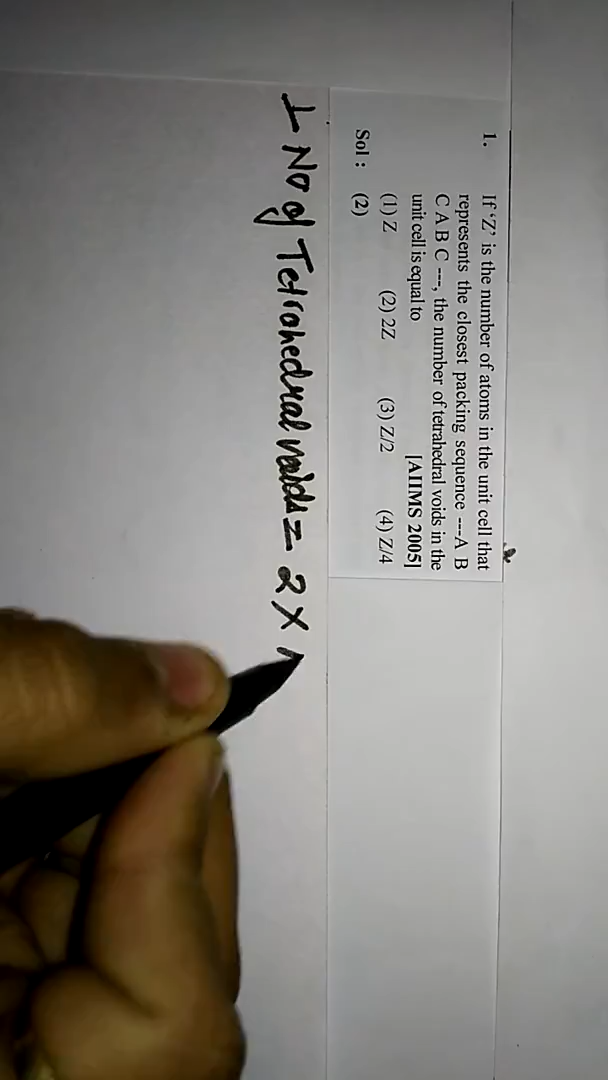 1. If ‘Z’ is the number of atoms in the unit cell that
represents the closest packing sequence ---A B
C A B C ---, the number of tetrahedral voids in the
unit cell is equal to [AIIMS 2005]
(1) Z (2) 2Z (3) Z/2 (4) Z/4
Sol : (2)
No of Tetrahedral voids = 2 ×